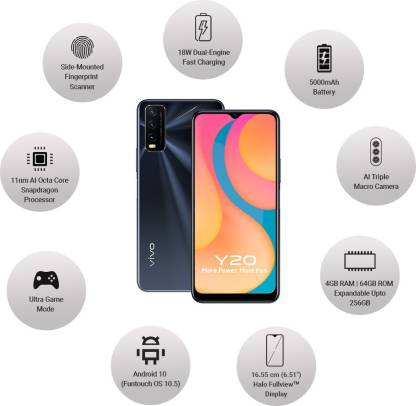 18W Dual-Engine
Fast Charging
Side-Mounted
Fingerprint
Scanner
5000mAh
Battery
11nm AI Octa Core
Snapdragon
Processor
AI Triple
Macro Camera
vivo
Y20
More Power. More Fun.
Ultra Game
Mode
4GB RAM | 64GB ROM
Expandable Upto
256GB
Android 10
(Funtouch OS 10.5)
16.55 cm (6.51")
Halo Fullview™
Display